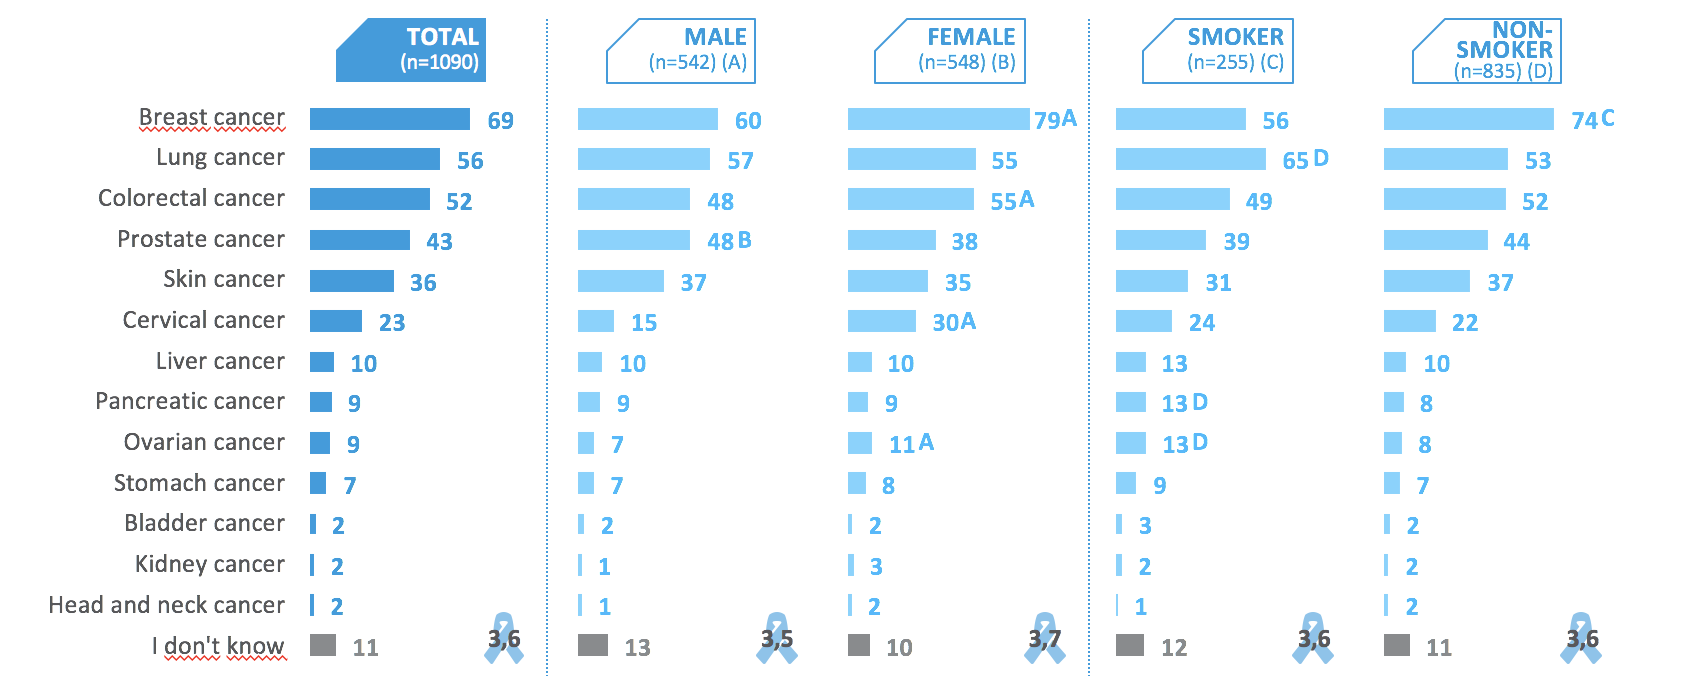 TOTAL
(n=1090)
MALE
(n=542) (A)
FEMALE
(n=548) (B)
SMOKER
(n=255) (C)
NON-
SMOKER
(n=835) (D)
Breast cancer 69 60 79A 56 74C
Lung cancer 56 57 55 65D 53
Colorectal cancer 52 48 55A 49 52
Prostate cancer 43 48B 38 39 44
Skin cancer 36 37 35 31 37
Cervical cancer 23 15 30A 24 22
Liver cancer 10 10 10 13 10
Pancreatic cancer 9 9 9 13D 8
Ovarian cancer 9 7 11A 13D 8
Stomach cancer 7 7 8 9 7
Bladder cancer 2 2 2 3 2
Kidney cancer 2 1 3 2 2
Head and neck cancer 2 1 2 1 2
I don't know 11 3,6 13 3,5 10 3,7 12 3,6 11 3,6